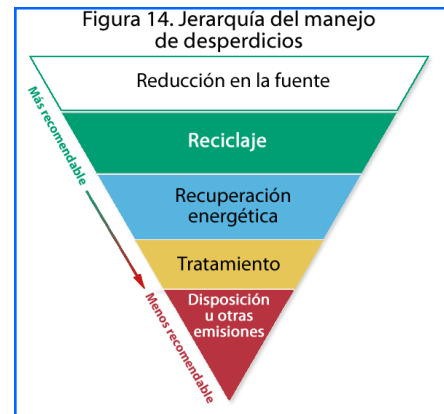 Figura 14. Jerarquía del manejo
de desperdicios
Reducción en la fuente
Más recomendable
Reciclaje
Recuperación
energética
Tratamiento
Disposición
u otras
emisiones
Menos recomendable